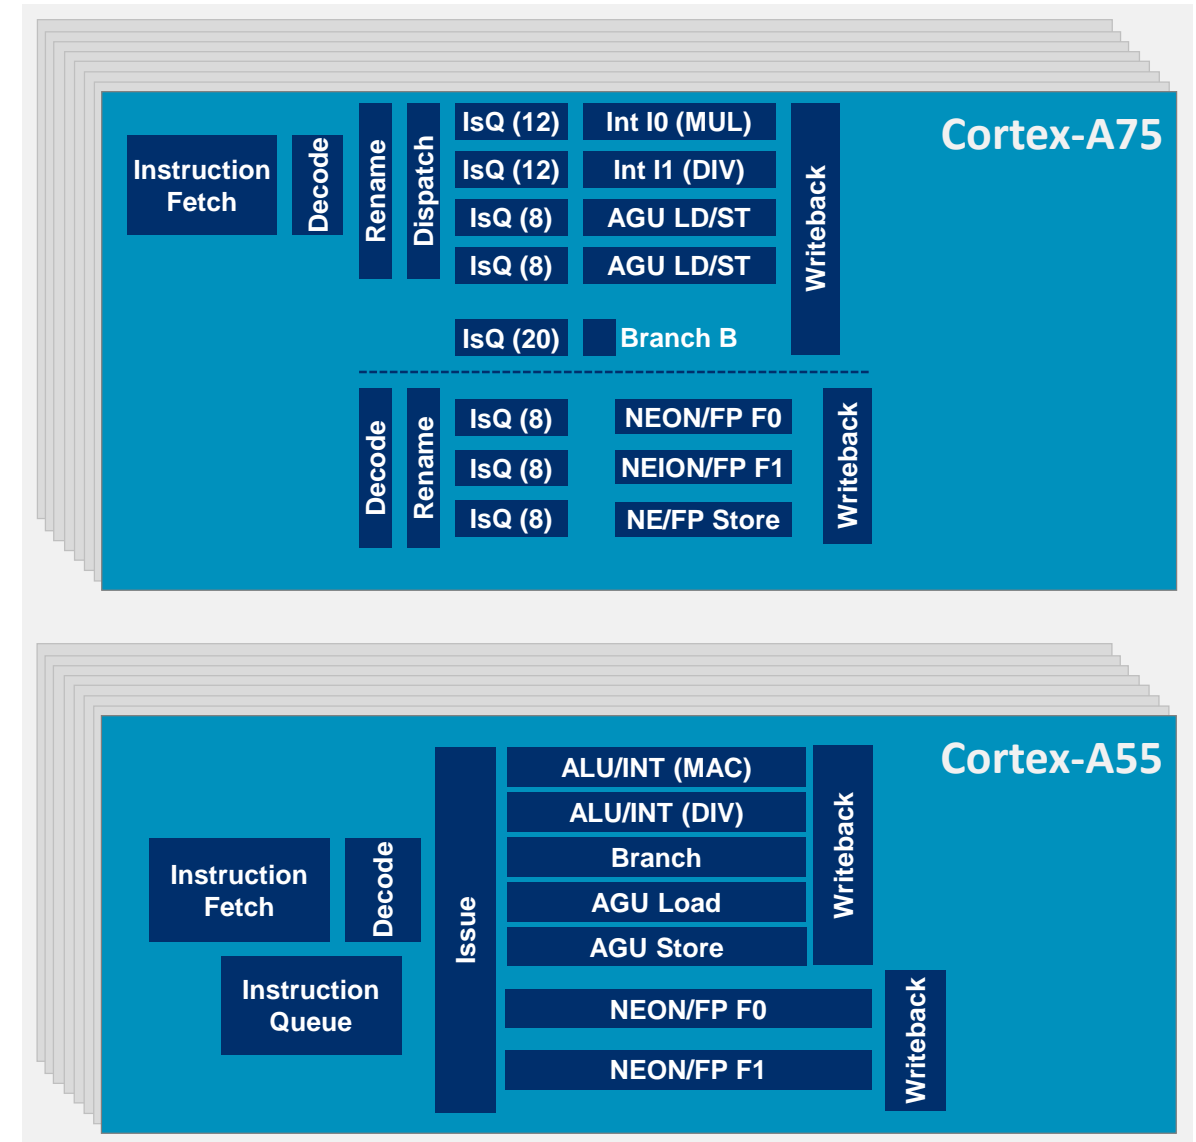 Cortex-A75
Instruction
Fetch
Decode
Rename
Dispatch
IsQ (12)
Int I0 (MUL)
IsQ (12)
Int I1 (DIV)
IsQ (8)
AGU LD/ST
IsQ (8)
AGU LD/ST
IsQ (20)
Branch B
Writeback
Decode
Rename
IsQ (8)
NEON/FP F0
IsQ (8)
NEION/FP F1
IsQ (8)
NE/FP Store
Writeback
Cortex-A55
Instruction
Fetch
Decode
Instruction
Queue
Issue
ALU/INT (MAC)
ALU/INT (DIV)
Branch
AGU Load
AGU Store
Writeback
NEON/FP F0
NEON/FP F1
Writeback